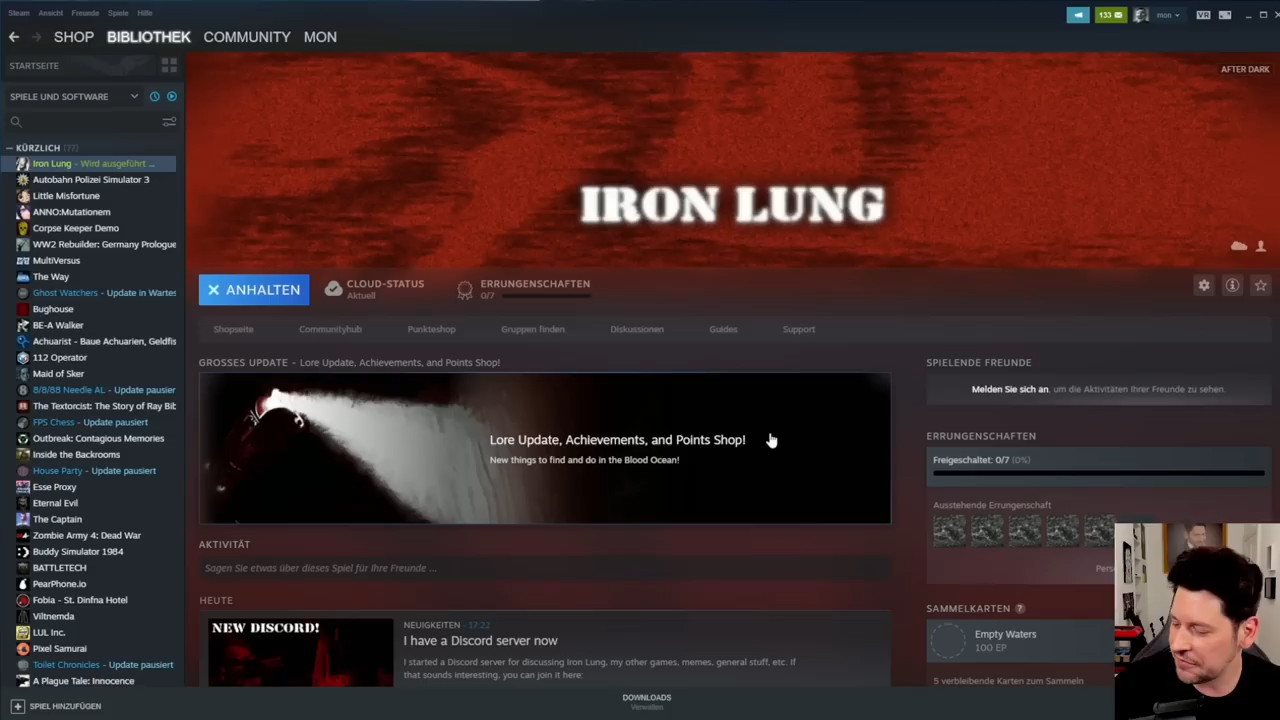 Steam Ansicht Freunde Spiele Hilfe
133
mon
VR
SHOP BIBLIOTHEK COMMUNITY MON
STARTSEITE
AFTER DARK
SPIELE UND SOFTWARE
KÜRZLICH (77)
Iron Lung - Wird ausgeführt ...
Autobahn Polizei Simulator 3
Little Misfortune
ANNO:Mutationem
Corpse Keeper Demo
WW2 Rebuilder: Germany Prologue
MultiVersus
The Way
Ghost Watchers - Update in Wartes
Bughouse
BE-A Walker
Achuarist - Baue Achuarien, Geldfis
112 Operator
Maid of Sker
8/8/88 Needle AL - Update pausier
The Textorcist: The Story of Ray Bib
FPS Chess - Update pausiert
Outbreak: Contagious Memories
Inside the Backrooms
House Party - Update pausiert
Esse Proxy
Eternal Evil
The Captain
Zombie Army 4: Dead War
Buddy Simulator 1984
BATTLETECH
PearPhone.io
Fobia - St. Dinfna Hotel
Viltnemda
LUL Inc.
Pixel Samurai
Toilet Chronicles - Update pausiert
A Plague Tale: Innocence
SPIEL HINZUFÜGEN
IRON LUNG
ANHALTEN
CLOUD-STATUS
Aktuell
ERRUNGENSCHAFTEN
0/7
Shopseite Communityhub Punkteshop Gruppen finden Diskussionen Guides Support
GROSSES UPDATE - Lore Update, Achievements, and Points Shop!
Lore Update, Achievements, and Points Shop!
New things to find and do in the Blood Ocean!
AKTIVITÄT
Sagen Sie etwas über dieses Spiel für Ihre Freunde ...
HEUTE
NEW DISCORD!
NEUIGKEITEN - 17:22
I have a Discord server now
I started a Discord server for discussing Iron Lung, my other games, memes, general stuff, etc. If
that sounds interesting, you can join it here:
SPIELENDE FREUNDE
Melden Sie sich an, um die Aktivitäten Ihrer Freunde zu sehen.
ERRUNGENSCHAFTEN
Freigeschaltet: 0/7 (0%)
Ausstehende Errungenschaft
Pers
SAMMELKARTEN ?
Empty Waters
100 EP
5 verbleibende Karten zum Sammeln
DOWNLOADS
Verwalten